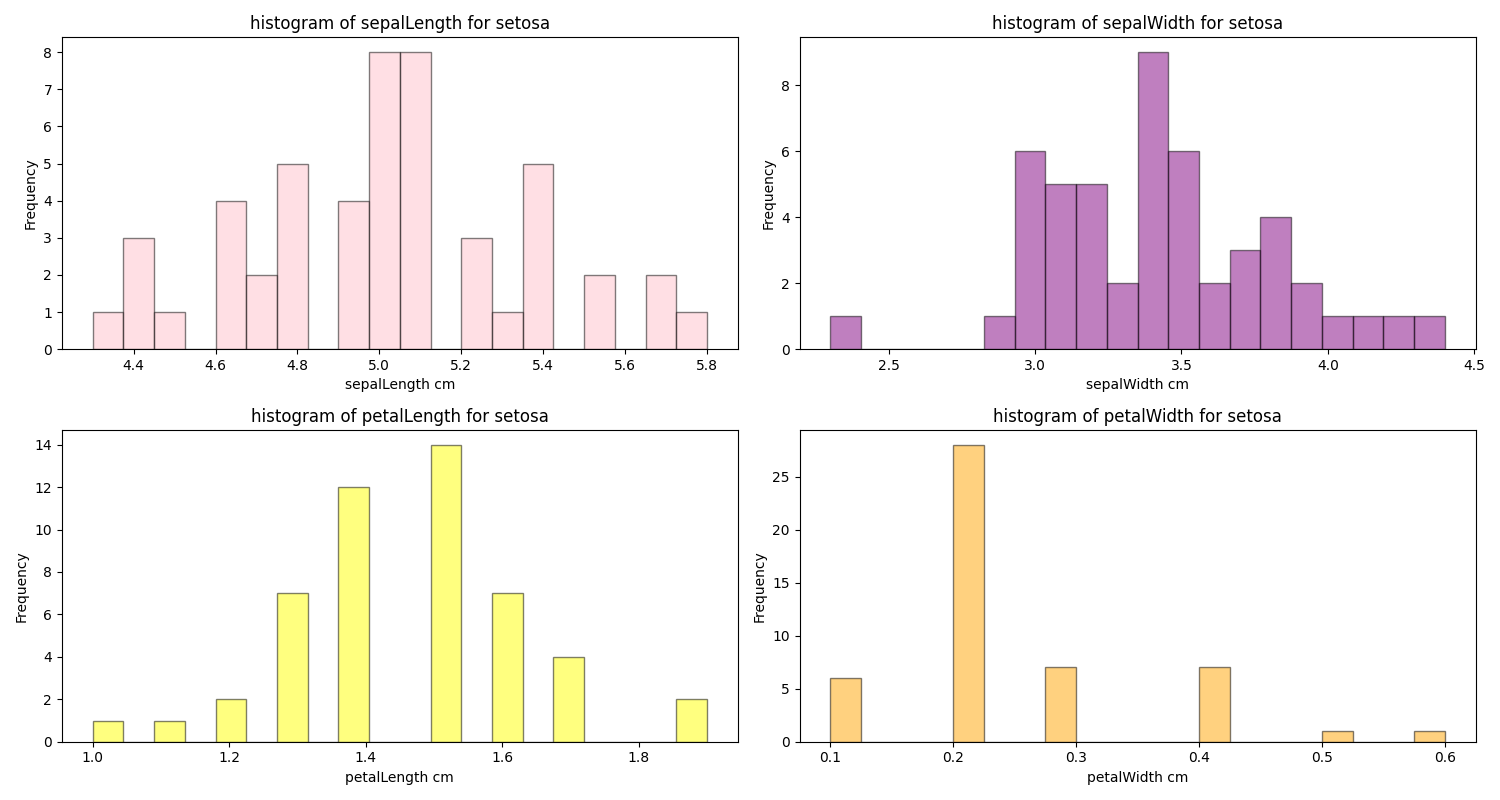 histogram of sepalLength for setosa
Frequency
8
7
6
5
4
3
2
1
0
4.4 4.6 4.8 5.0 5.2 5.4 5.6 5.8
sepalLength cm
histogram of sepalWidth for setosa
Frequency
8
6
4
2
0
2.5 3.0 3.5 4.0 4.5
sepalWidth cm
histogram of petalLength for setosa
Frequency
14
12
10
8
6
4
2
0
1.0 1.2 1.4 1.6 1.8
petalLength cm
histogram of petalWidth for setosa
Frequency
25
20
15
10
5
0
0.1 0.2 0.3 0.4 0.5 0.6
petalWidth cm